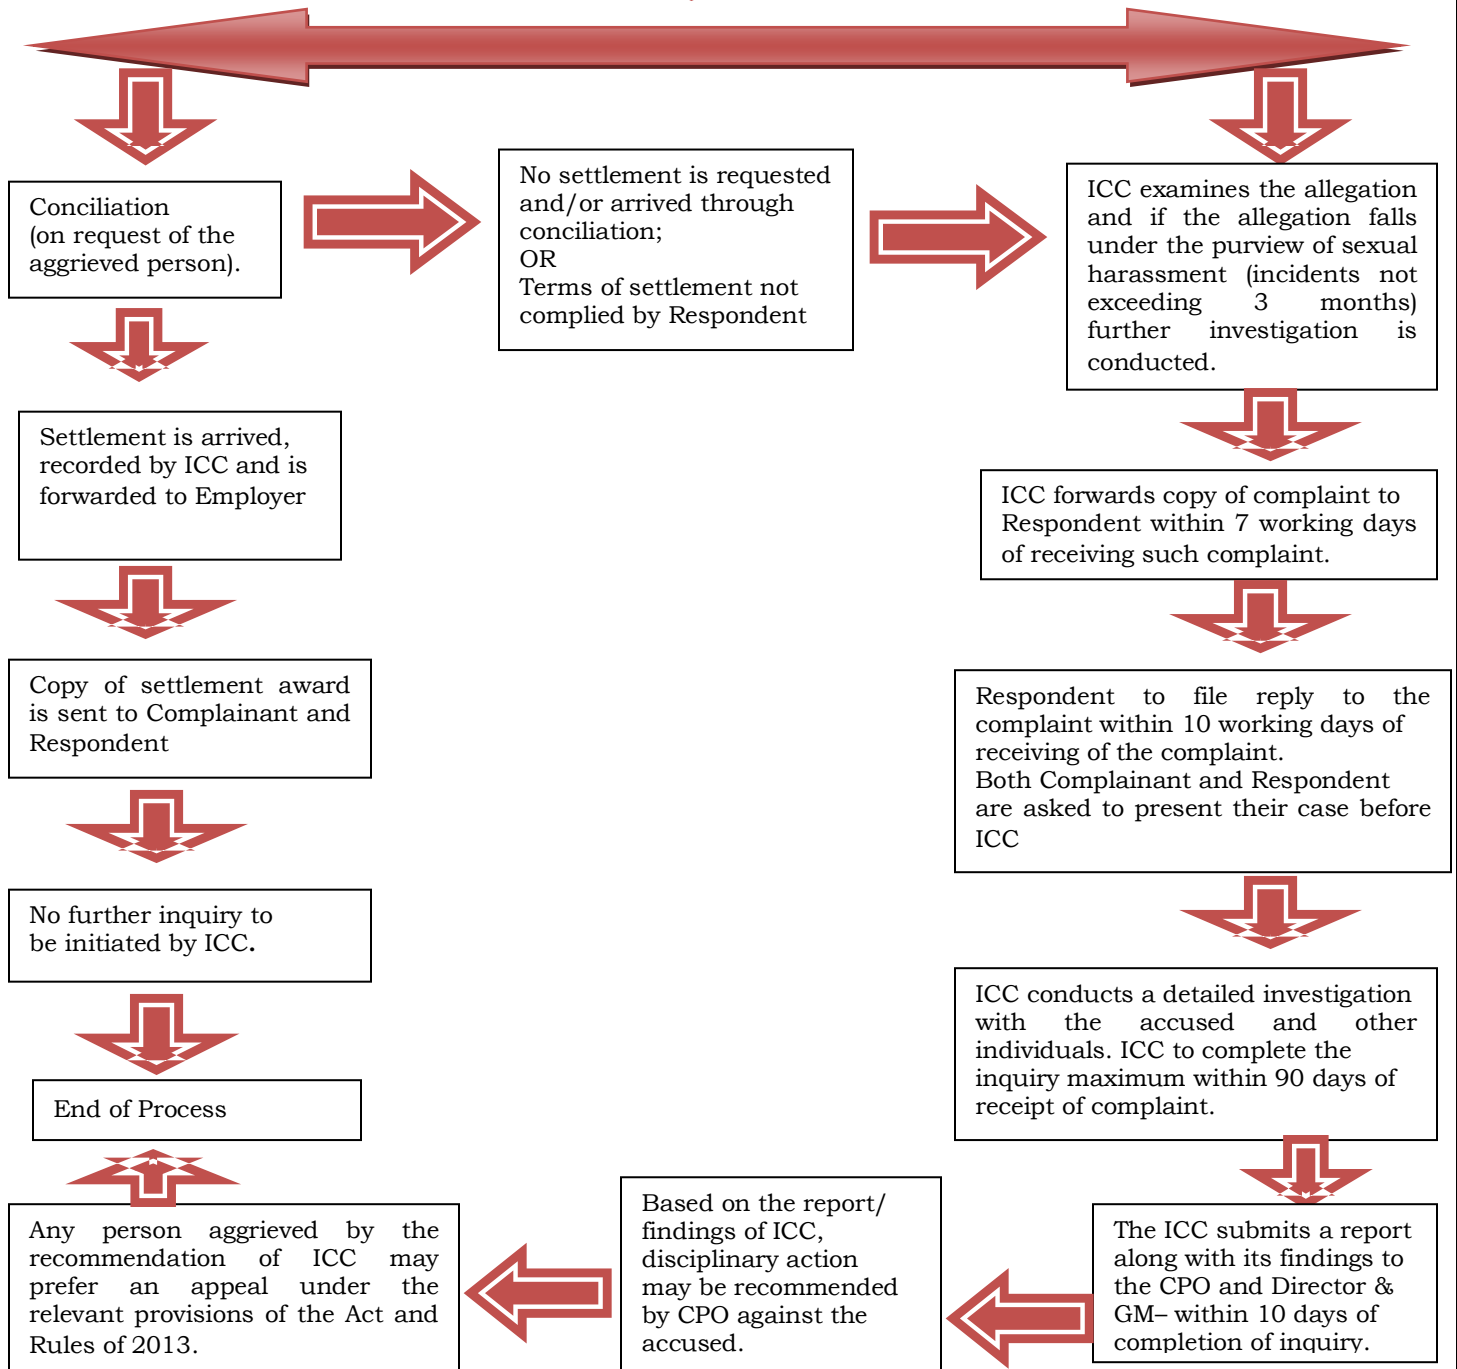 Conciliation
(on request of the
aggrieved person).
No settlement is requested
and/or arrived through
conciliation;
OR
Terms of settlement not
complied by Respondent
ICC examines the allegation
and if the allegation falls
under the purview of sexual
harassment (incidents not
exceeding 3 months)
further investigation is
conducted.
Settlement is arrived,
recorded by ICC and is
forwarded to Employer
ICC forwards copy of complaint to
Respondent within 7 working days
of receiving such complaint.
Copy of settlement award
is sent to Complainant and
Respondent
Respondent to file reply to the
complaint within 10 working days of
receiving of the complaint.
Both Complainant and Respondent
are asked to present their case before
ICC
No further inquiry to
be initiated by ICC.
ICC conducts a detailed investigation
with the accused and other
individuals. ICC to complete the
inquiry maximum within 90 days of
receipt of complaint.
End of Process
The ICC submits a report
along with its findings to
the CPO and Director &
GM– within 10 days of
completion of inquiry.
Based on the report/
findings of ICC,
disciplinary action
may be recommended
by CPO against the
accused.
Any person aggrieved by the
recommendation of ICC may
prefer an appeal under the
relevant provisions of the Act and
Rules of 2013.